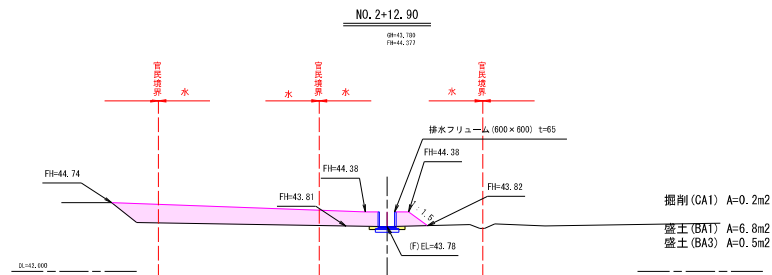 NO.2+12.90
GH=43.780
FH=44.377
官民境界
官民境界
官民境界
水
水
水
水
排水フリューム(600×600) t=65
FH=44.74
FH=44.38
FH=44.38
FH=43.81
FH=43.82
1:1.5
(F)EL=43.78
掘削(CA1) A=0.2m2
盛土(BA1) A=6.8m2
盛土(BA3) A=0.5m2
DL=42.000